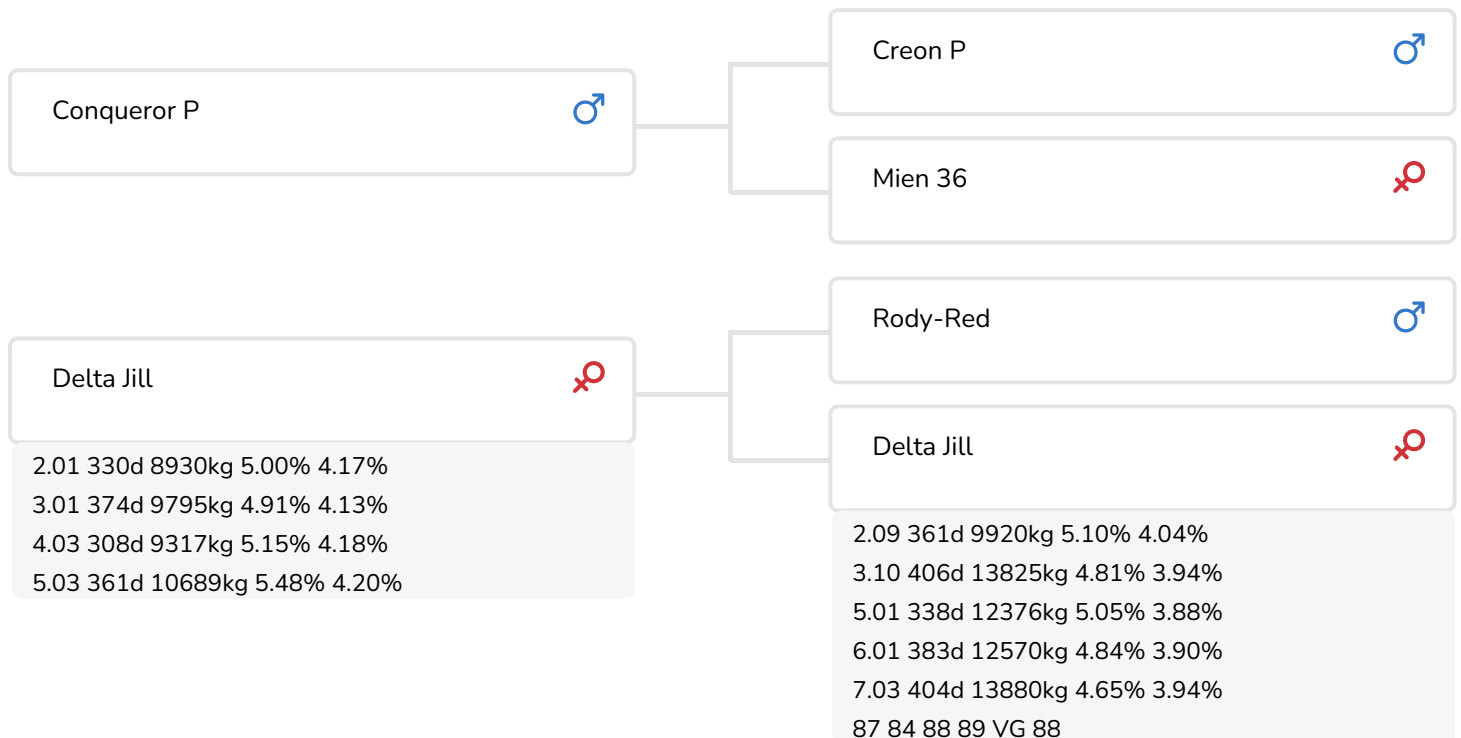 Conqueror P
Creon P
Mien 36
Delta Jill
2.01 330d 8930kg 5.00% 4.17%
3.01 374d 9795kg 4.91% 4.13%
4.03 308d 9317kg 5.15% 4.18%
5.03 361d 10689kg 5.48% 4.20%
Rody-Red
Delta Jill
2.09 361d 9920kg 5.10% 4.04%
3.10 406d 13825kg 4.81% 3.94%
5.01 338d 12376kg 5.05% 3.88%
6.01 383d 12570kg 4.84% 3.90%
7.03 404d 13880kg 4.65% 3.94%
87 84 88 89 VG 88